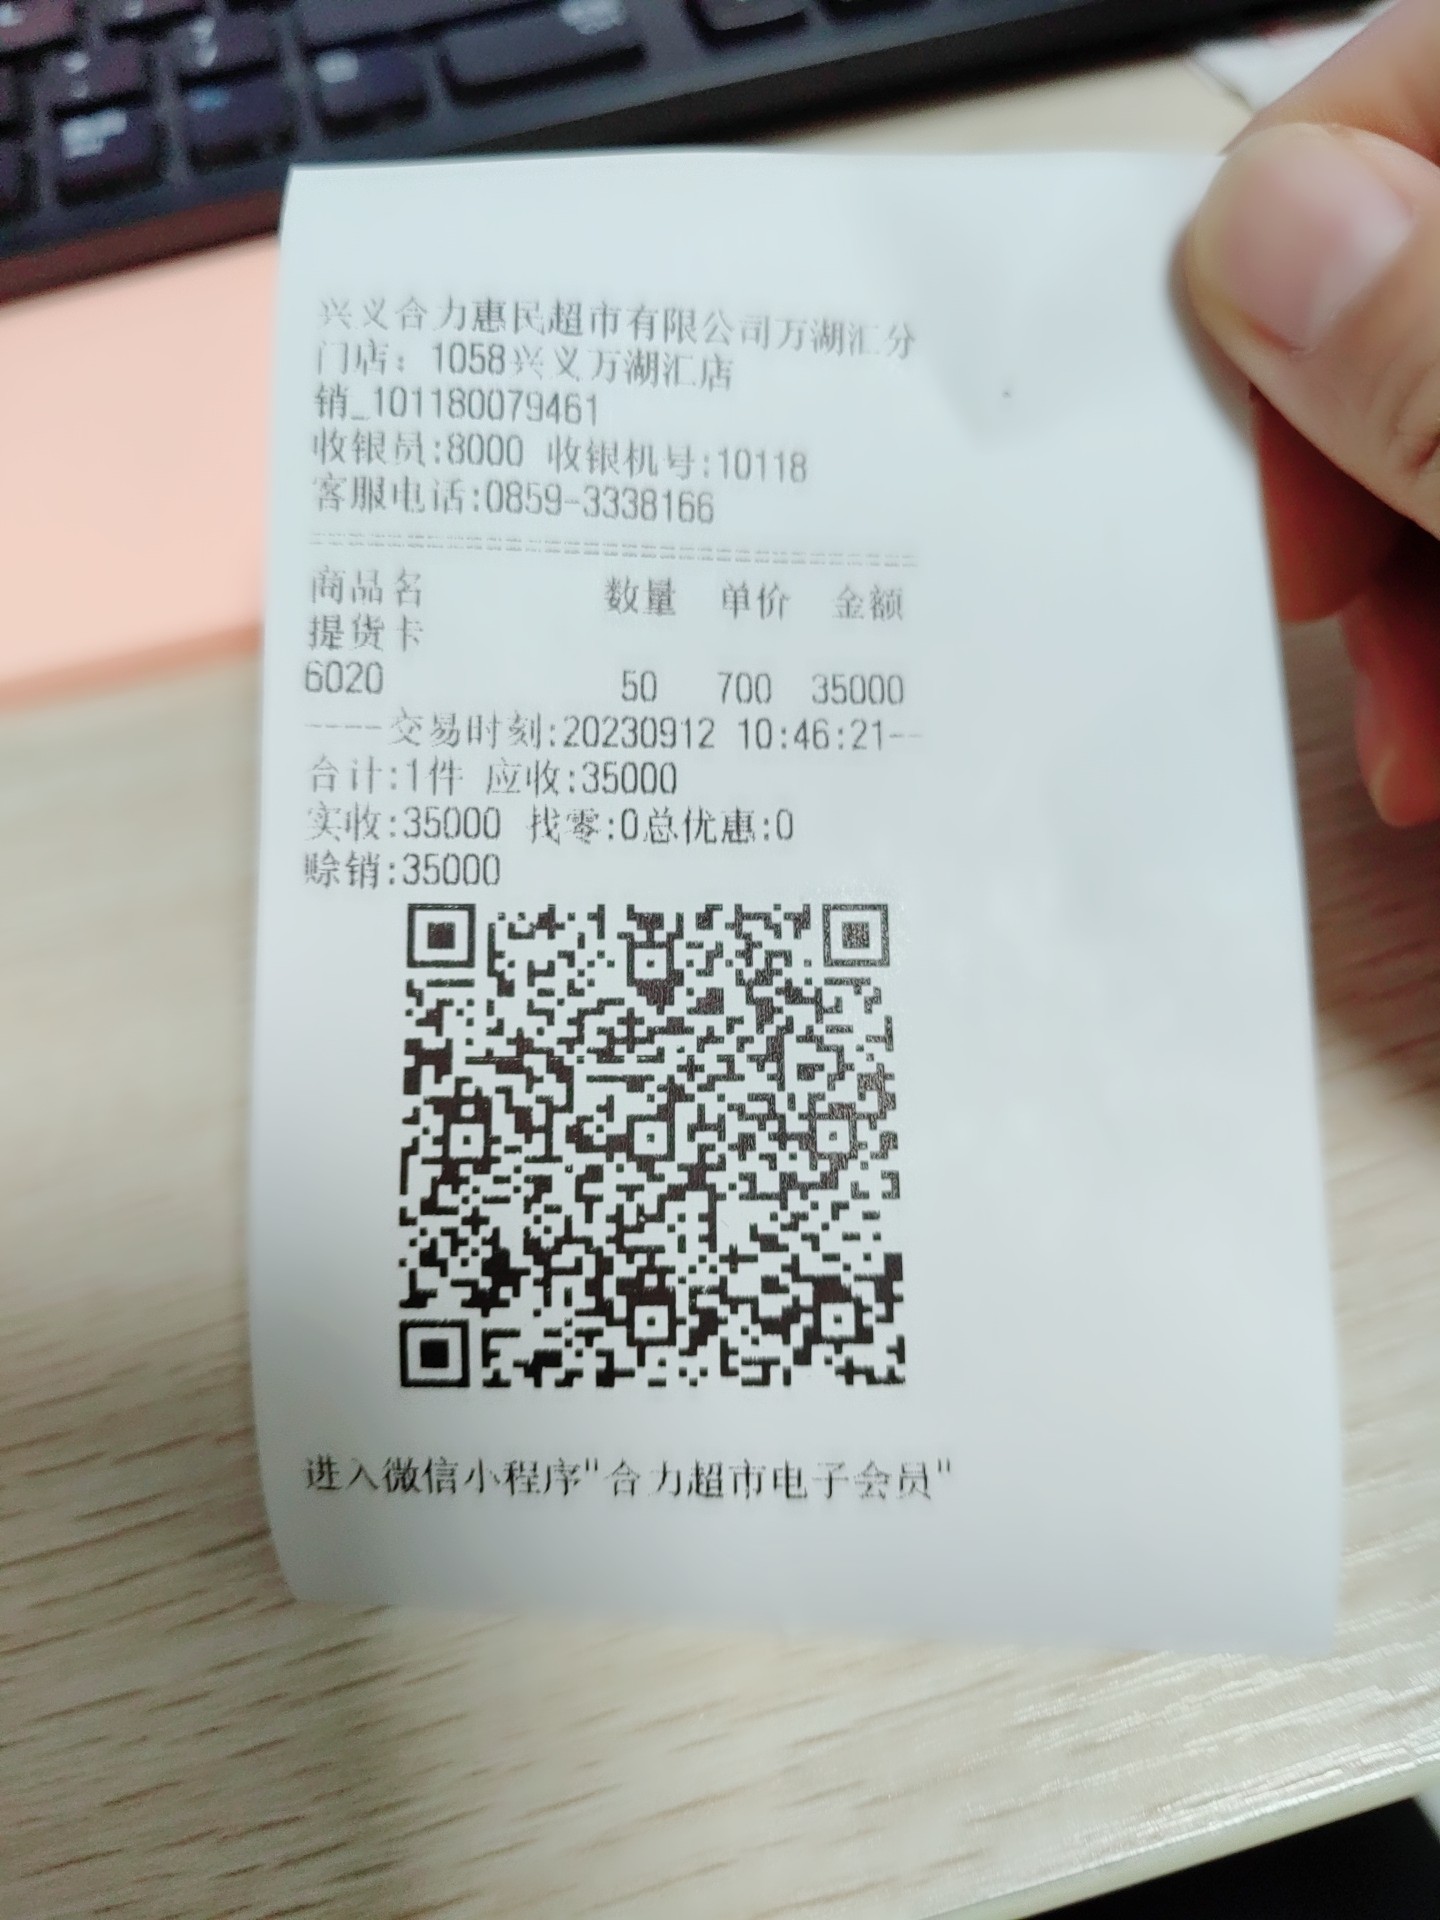 兴义合力惠民超市有限公司万湖汇分
门店：1058兴义万湖汇店
销_101180079461
收银员:8000 收银机号:10118
客服电话:0859-3338166
================================
商品名 数量 单价 金额
提货卡
6020 50 700 35000
----交易时刻:20230912 10:46:21--
合计:1件 应收:35000
实收:35000 找零:0总优惠:0
赊销:35000
进入微信小程序"合力超市电子会员"